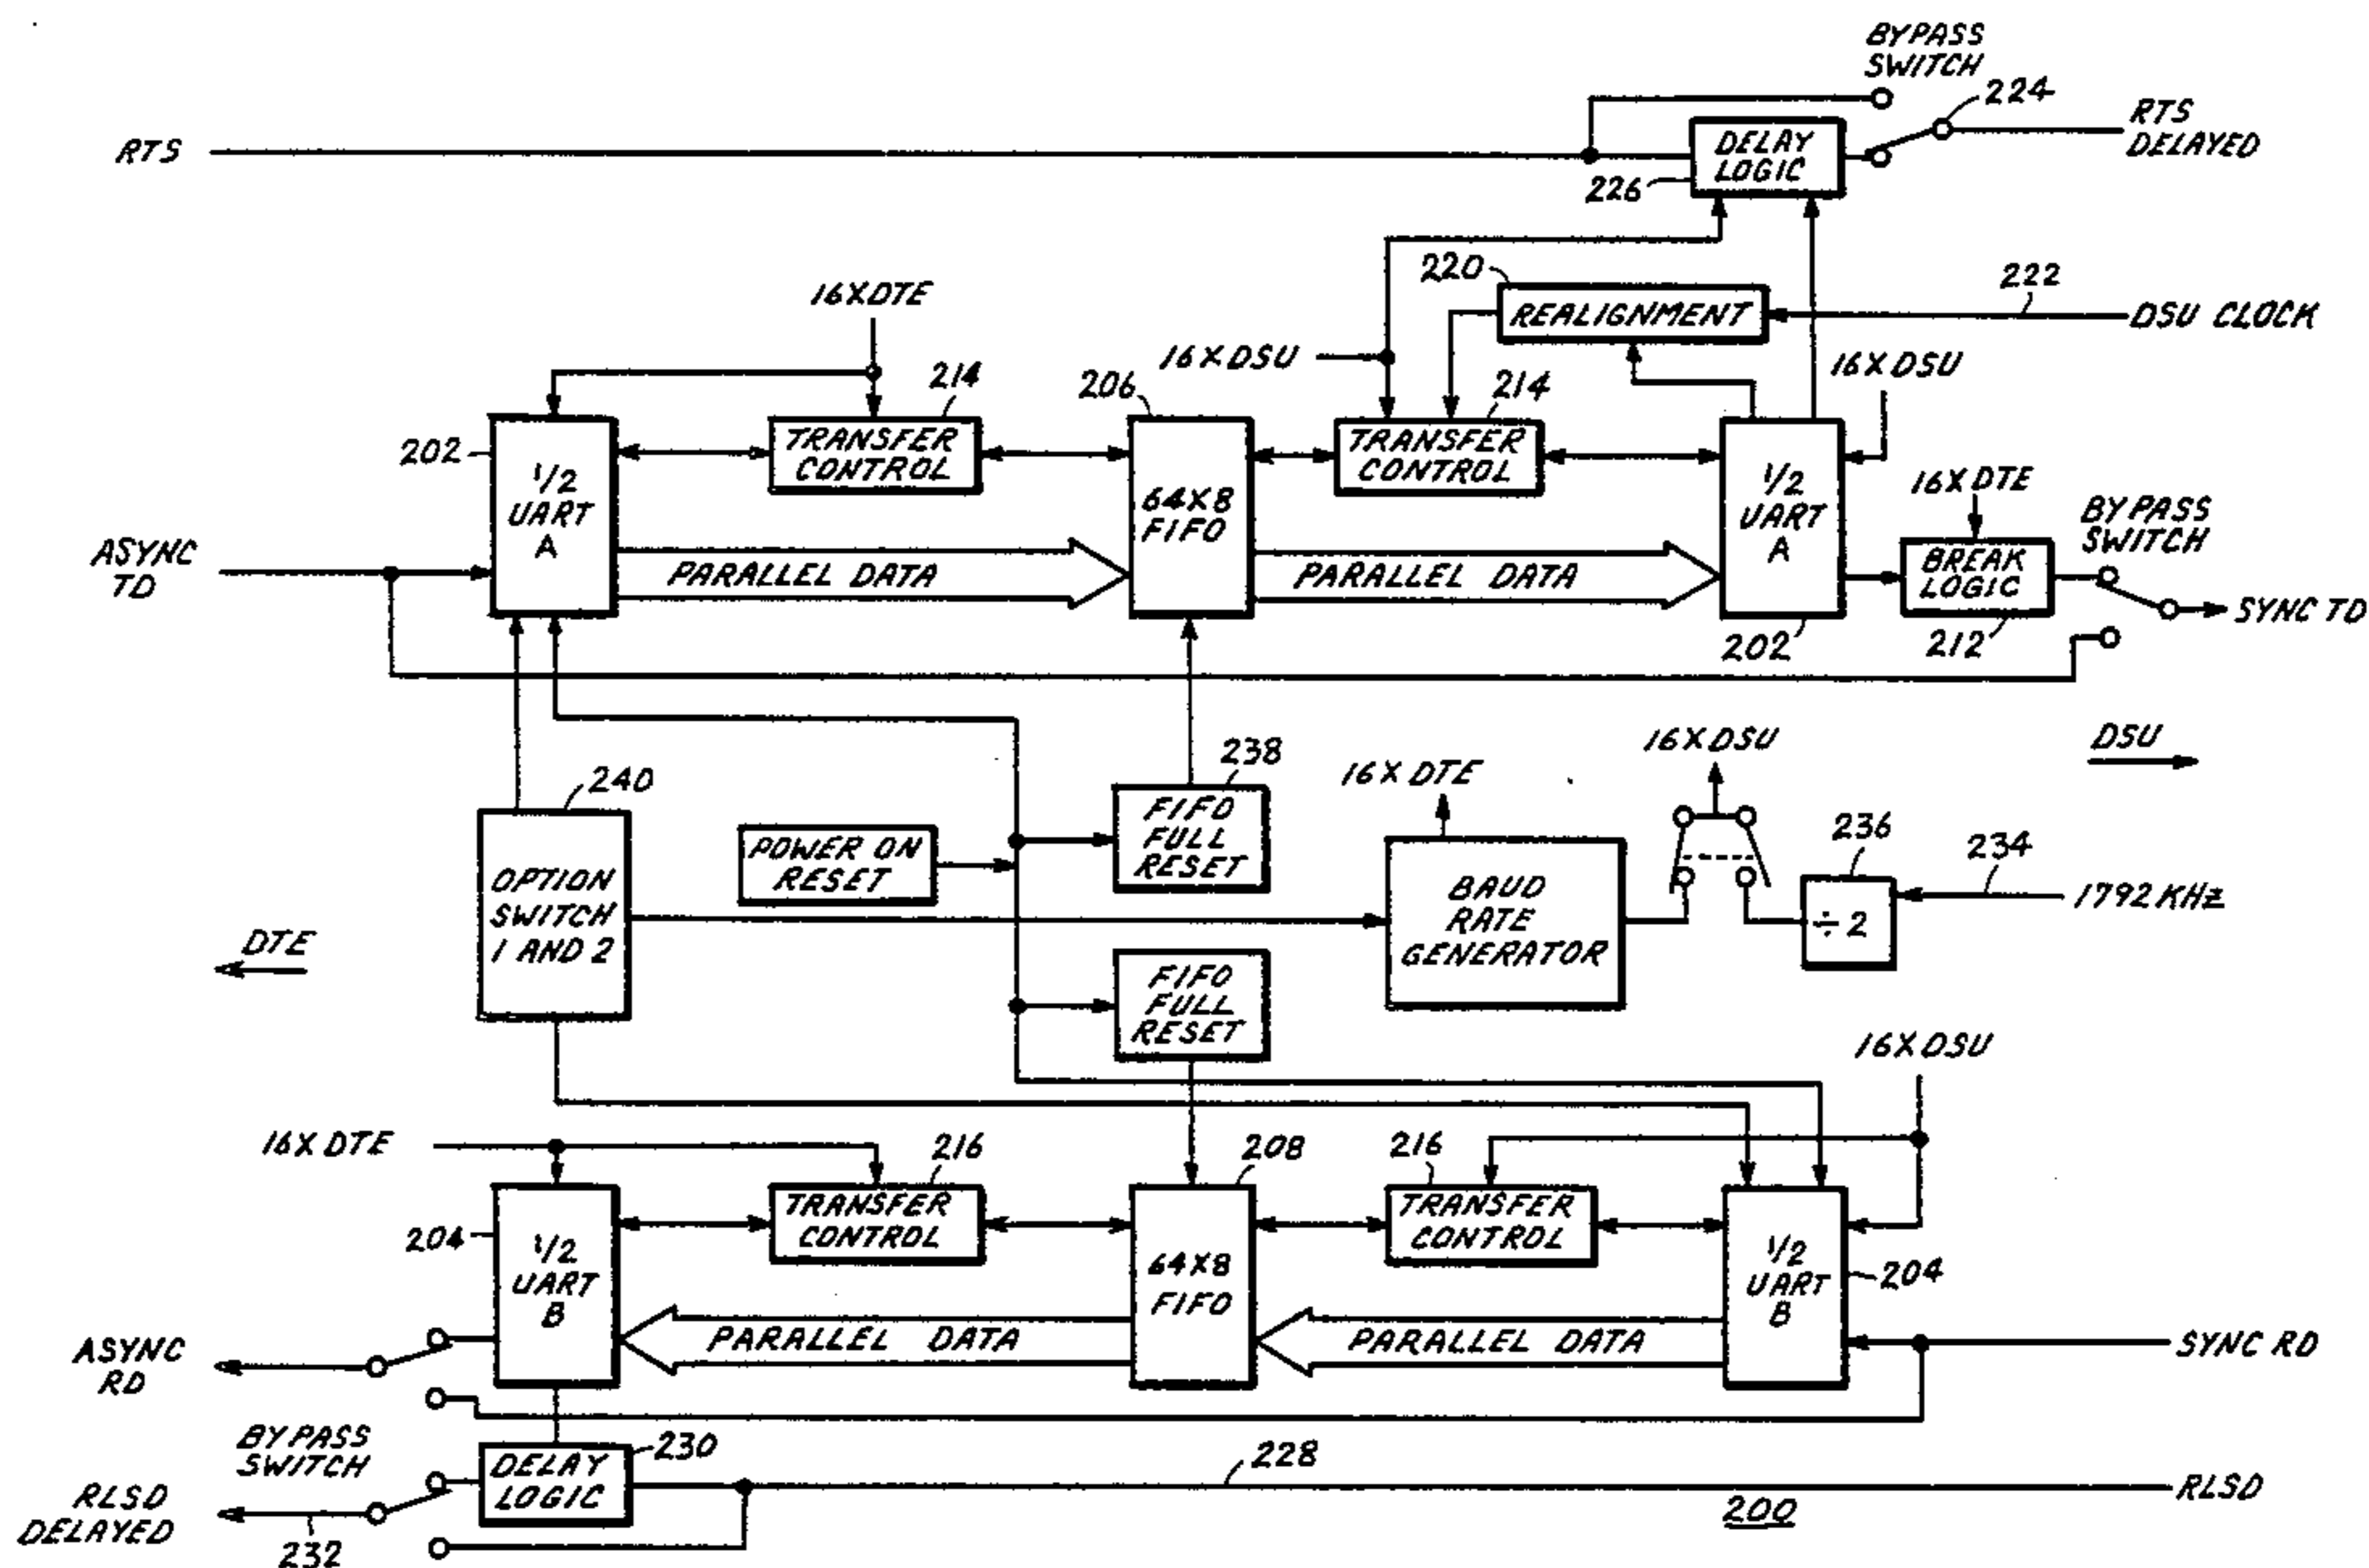 BYPASS
SWITCH
224
RTS
DELAYED
RTS
DELAY
LOGIC
226
220
222
16XDTE
REALIGNMENT
DSU CLOCK
16XDSU
16XDSU
214
206
214
202
TRANSFER
CONTROL
TRANSFER
CONTROL
1/2
UART
A
64X8
FIFO
1/2
UART
A
16XDTE
BYPASS
SWITCH
ASYNC
TD
PARALLEL DATA
PARALLEL DATA
BREAK
LOGIC
SYNC TD
202
212
240
238
16XDTE
16XDSU
DSU
FIFO
FULL
RESET
POWER ON
RESET
236
234
OPTION
SWITCH
1 AND 2
BAUD
RATE
GENERATOR
÷2
1792KHz
DTE
FIFO
FULL
RESET
16XDSU
16XDTE
216
208
216
TRANSFER
CONTROL
TRANSFER
CONTROL
204
1/2
UART
B
64X8
FIFO
1/2
UART
B
204
ASYNC
RD
PARALLEL DATA
PARALLEL DATA
SYNC RD
BYPASS
SWITCH
230
DELAY
LOGIC
228
RLSD
RLSD
DELAYED
232
200